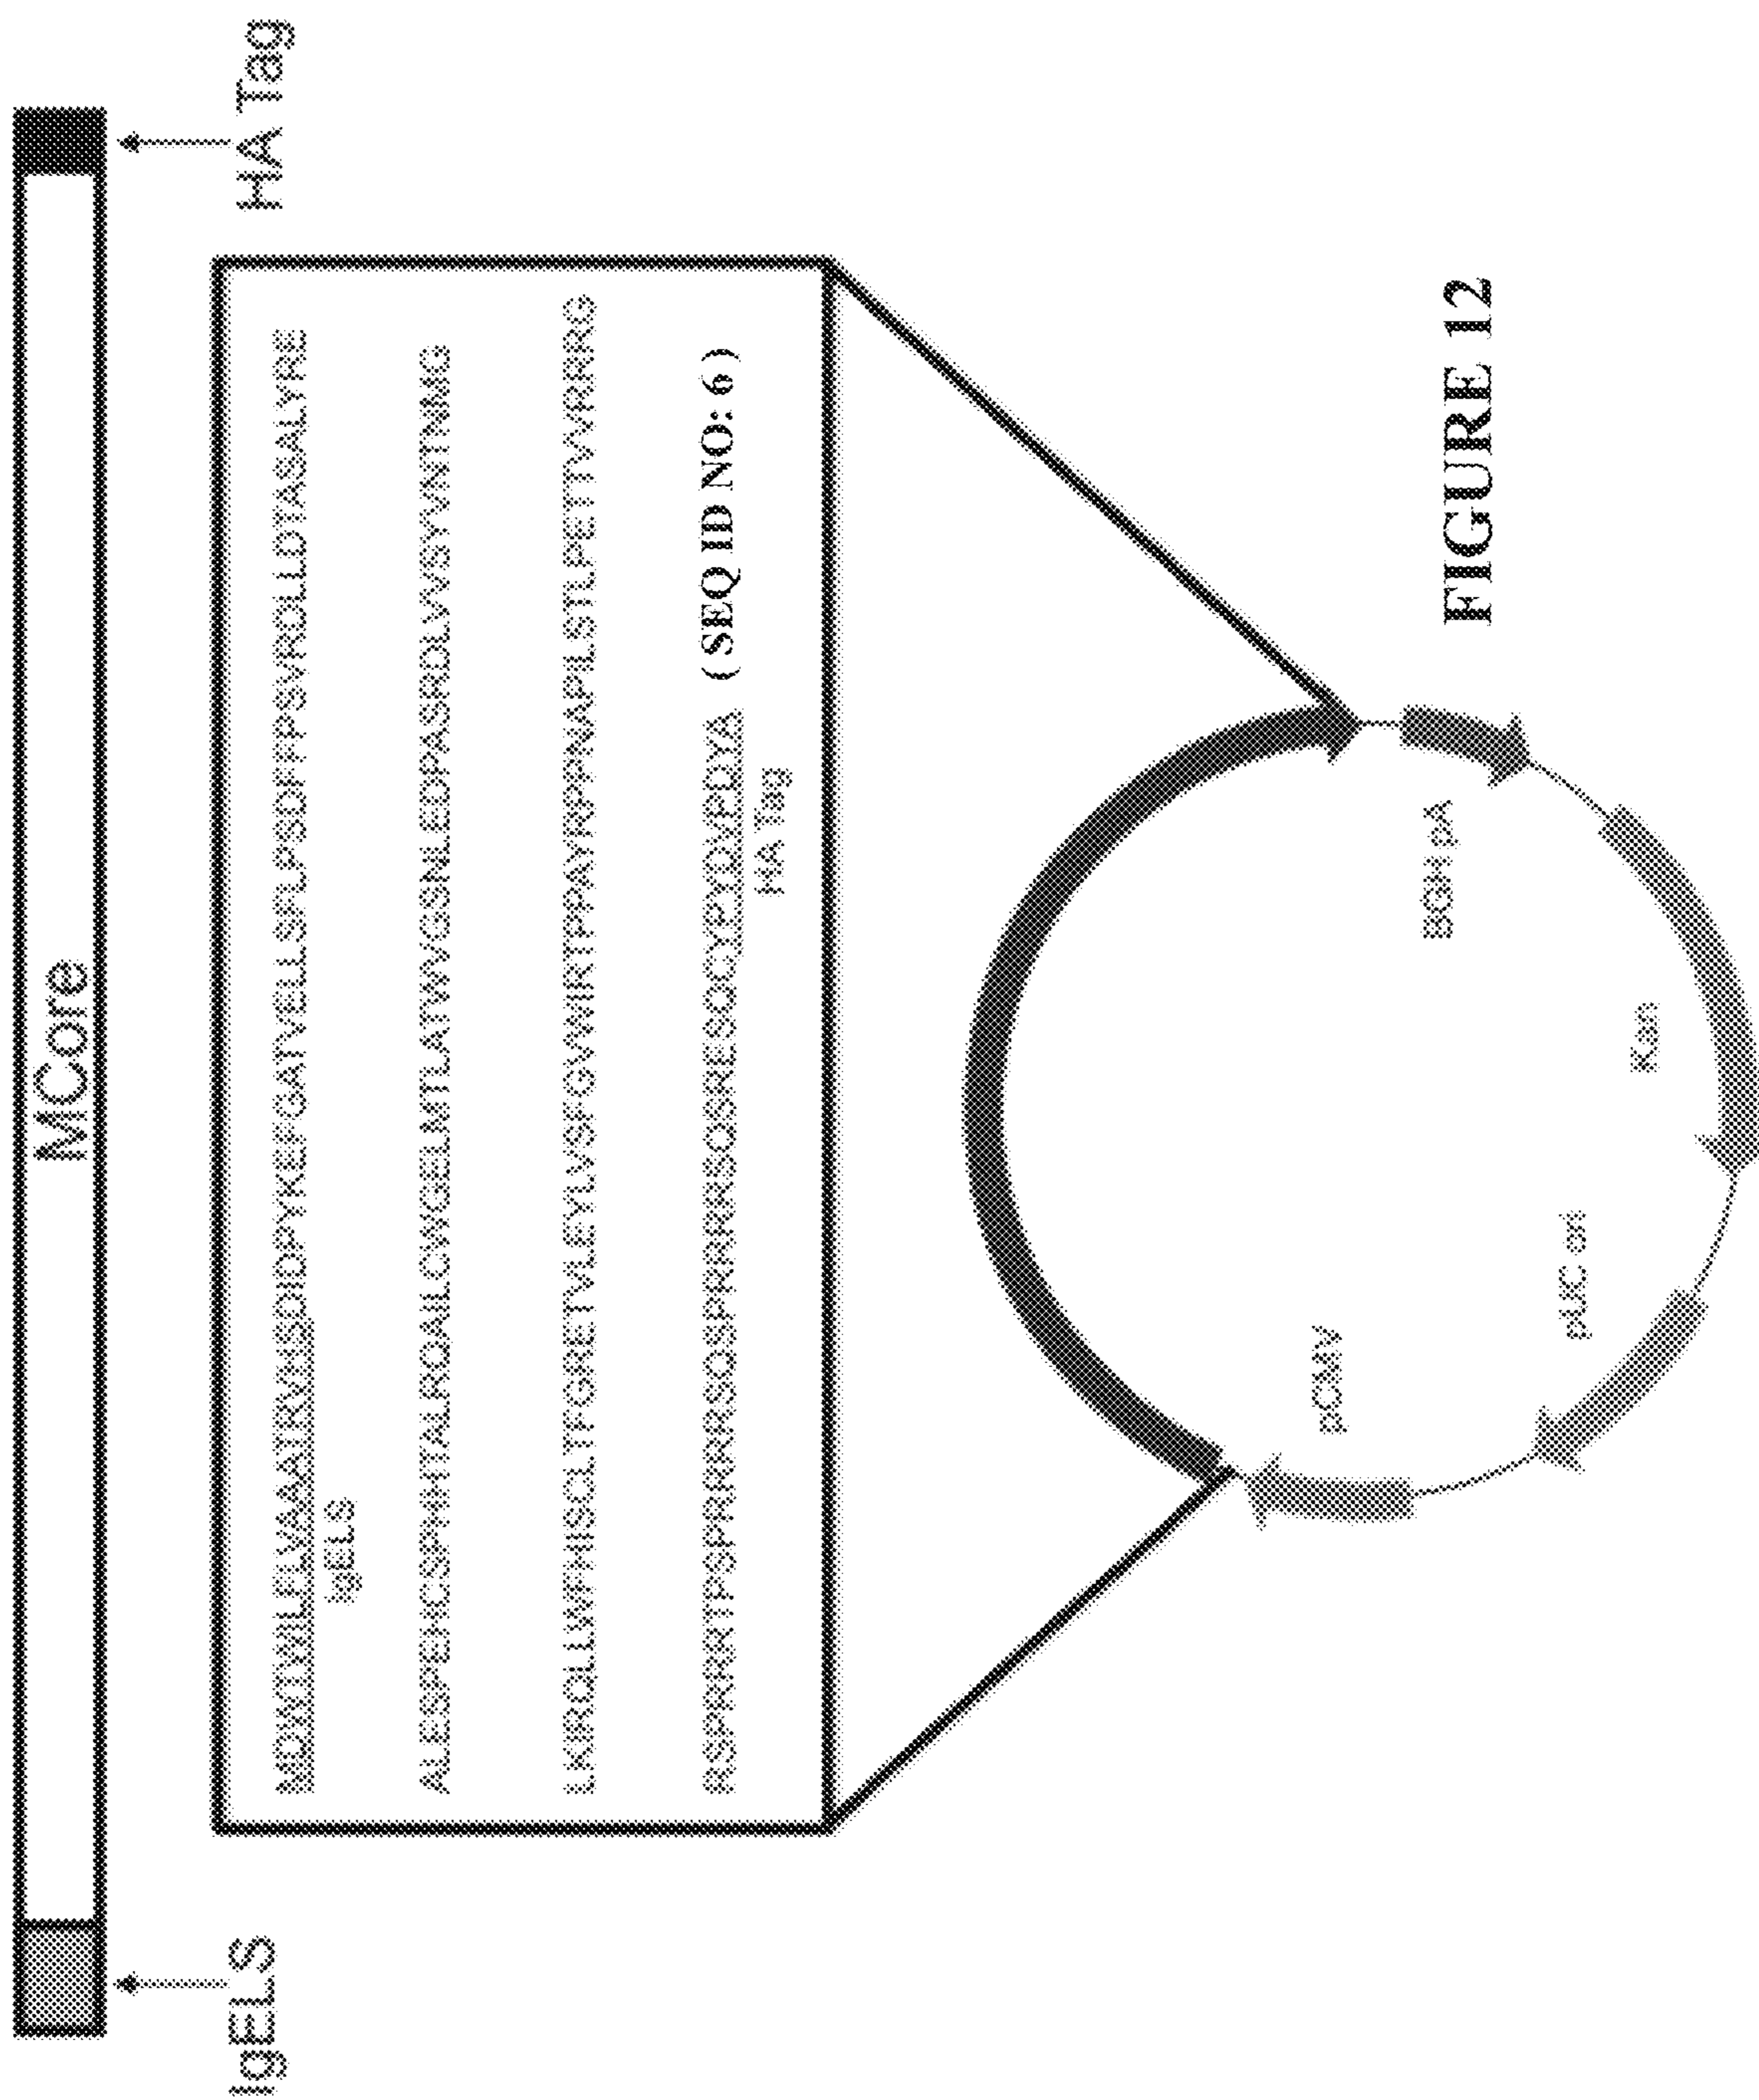 IgELS
MCore
HA Tag
MDWTWILFLVAAATRVHSDIDPYKEFGATVELLSFLPSDFFPSVRDLLDTASALYRE
IgELS
ALESPEHCSPHHTALRQAILCWGELMTLATWVGSNLEDPASRDLVVSYVNTNMG
LKIRQLLWFHISCLTFGRETVLEYLVSFGVWIRTPPAYRPPNAPILSTLPETTVVRRRG
RSPRRRTPSPRRRRSQSPRRRRSQSRESQCYPYDVPDYA ( SEQ ID NO: 6 )
HA Tag
pCMV
BGH pA
pUC ori
Kan
FIGURE 12